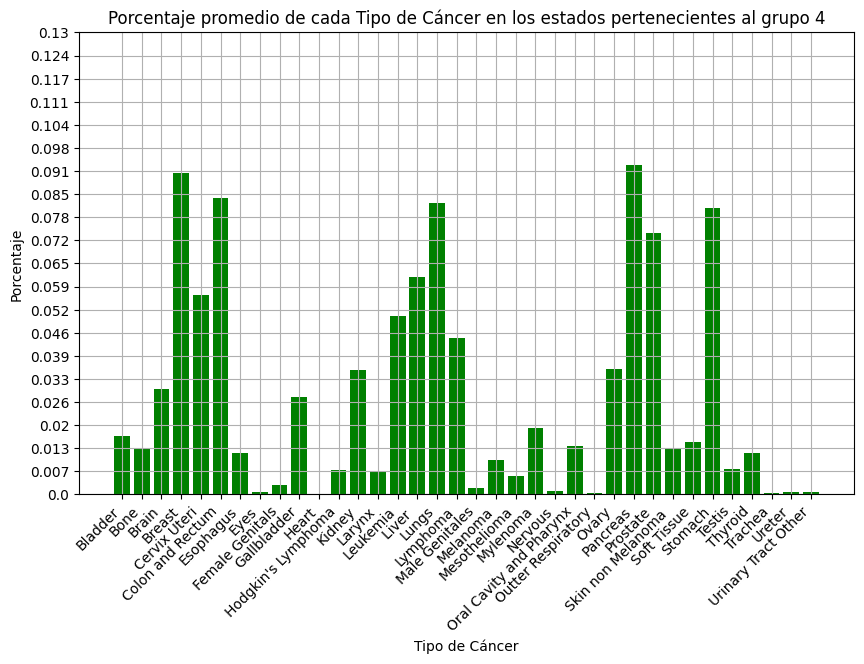 Porcentaje promedio de cada Tipo de Cáncer en los estados pertenecientes al grupo 4
0.13
0.124
0.117
0.111
0.104
0.098
0.091
0.085
0.078
0.072
0.065
0.059
0.052
0.046
0.039
0.033
0.026
0.02
0.013
0.007
0.0
Porcentaje
Bladder
Bone
Brain
Breast
Cervix Uteri
Colon and Rectum
Esophagus
Eyes
Female Genitals
Gallbladder
Heart
Hodgkin's Lymphoma
Kidney
Larynx
Leukemia
Liver
Lungs
Lymphoma
Male Genitales
Melanoma
Mesothelioma
Mylenoma
Nervous
Oral Cavity and Pharynx
Outter Respiratory
Ovary
Pancreas
Prostate
Skin non Melanoma
Soft Tissue
Stomach
Testis
Thyroid
Trachea
Ureter
Urinary Tract Other
Tipo de Cáncer